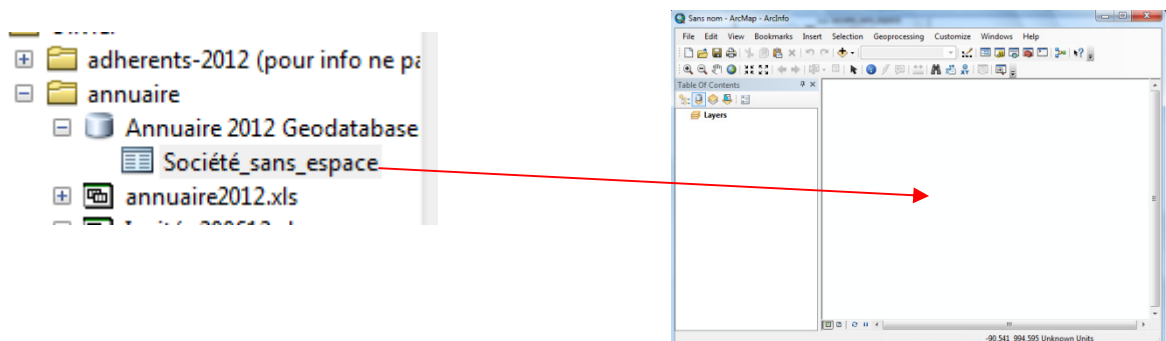 adherents-2012 (pour info ne pa
annuaire
Annuaire 2012 Geodatabase
Société_sans_espace
annuaire2012.xls
Sans nom - ArcMap - ArcInfo
File Edit View Bookmarks Insert Selection Geoprocessing Customize Windows Help
Table Of Contents
Layers
-90.541 994.595 Unknown Units